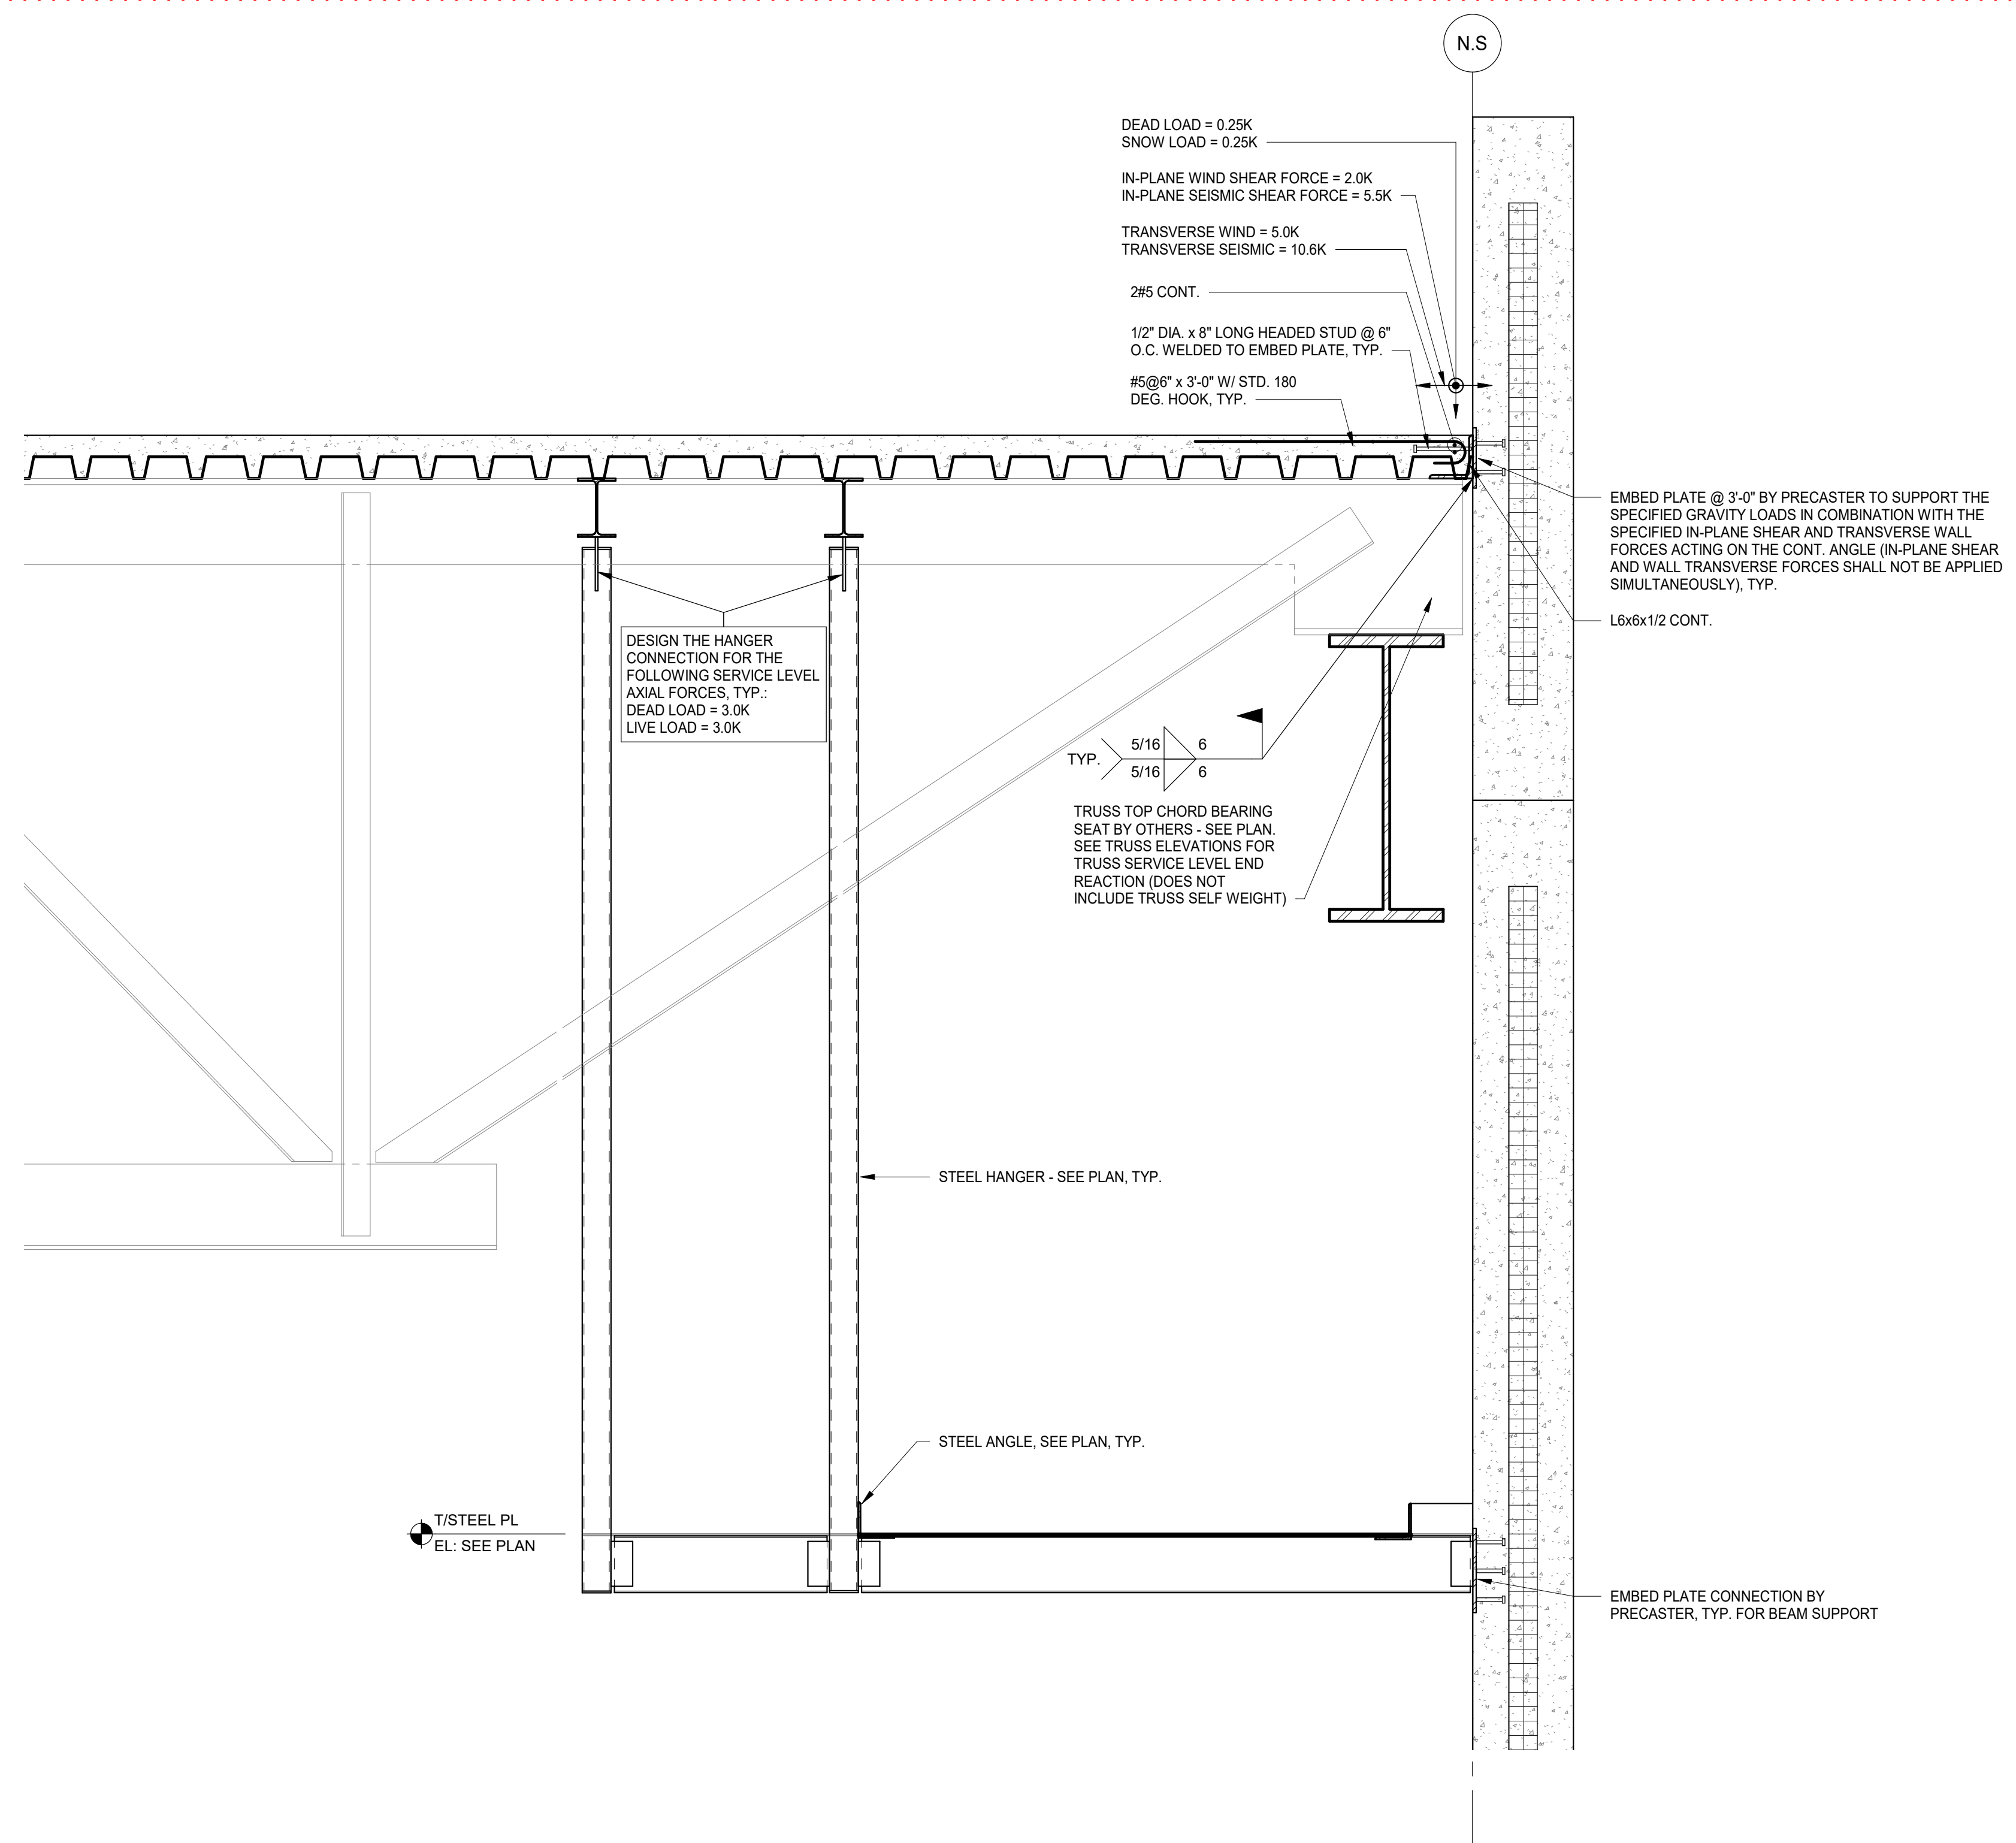 N.S
DEAD LOAD = 0.25K
SNOW LOAD = 0.25K
IN-PLANE WIND SHEAR FORCE = 2.0K
IN-PLANE SEISMIC SHEAR FORCE = 5.5K
TRANSVERSE WIND = 5.0K
TRANSVERSE SEISMIC = 10.6K
2#5 CONT.
1/2" DIA. x 8" LONG HEADED STUD @ 6"
O.C. WELDED TO EMBED PLATE, TYP.
#5@6" x 3'-0" W/ STD. 180
DEG. HOOK, TYP.
EMBED PLATE @ 3'-0" BY PRECASTER TO SUPPORT THE
SPECIFIED GRAVITY LOADS IN COMBINATION WITH THE
SPECIFIED IN-PLANE SHEAR AND TRANSVERSE WALL
FORCES ACTING ON THE CONT. ANGLE (IN-PLANE SHEAR
AND WALL TRANSVERSE FORCES SHALL NOT BE APPLIED
SIMULTANEOUSLY), TYP.
L6x6x1/2 CONT.
DESIGN THE HANGER
CONNECTION FOR THE
FOLLOWING SERVICE LEVEL
AXIAL FORCES, TYP.:
DEAD LOAD = 3.0K
LIVE LOAD = 3.0K
TYP.
5/16 6
5/16 6
TRUSS TOP CHORD BEARING
SEAT BY OTHERS - SEE PLAN.
SEE TRUSS ELEVATIONS FOR
TRUSS SERVICE LEVEL END
REACTION (DOES NOT
INCLUDE TRUSS SELF WEIGHT)
STEEL HANGER - SEE PLAN, TYP.
STEEL ANGLE, SEE PLAN, TYP.
T/STEEL PL
EL: SEE PLAN
EMBED PLATE CONNECTION BY
PRECASTER, TYP. FOR BEAM SUPPORT